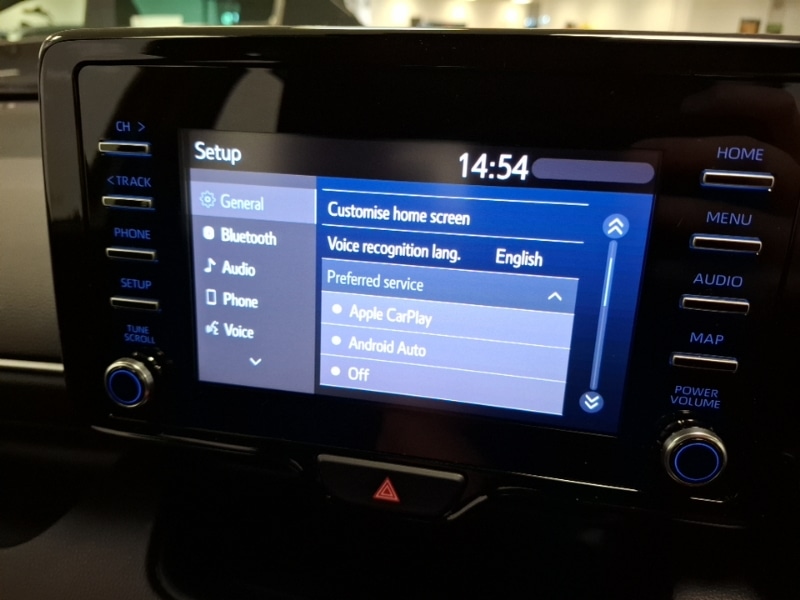 CH >
< TRACK
PHONE
SETUP
TUNE
SCROLL
Setup
14:54
General
Bluetooth
Audio
Phone
Voice
Customise home screen
Voice recognition lang. English
Preferred service
Apple CarPlay
Android Auto
Off
HOME
MENU
AUDIO
MAP
POWER
VOLUME